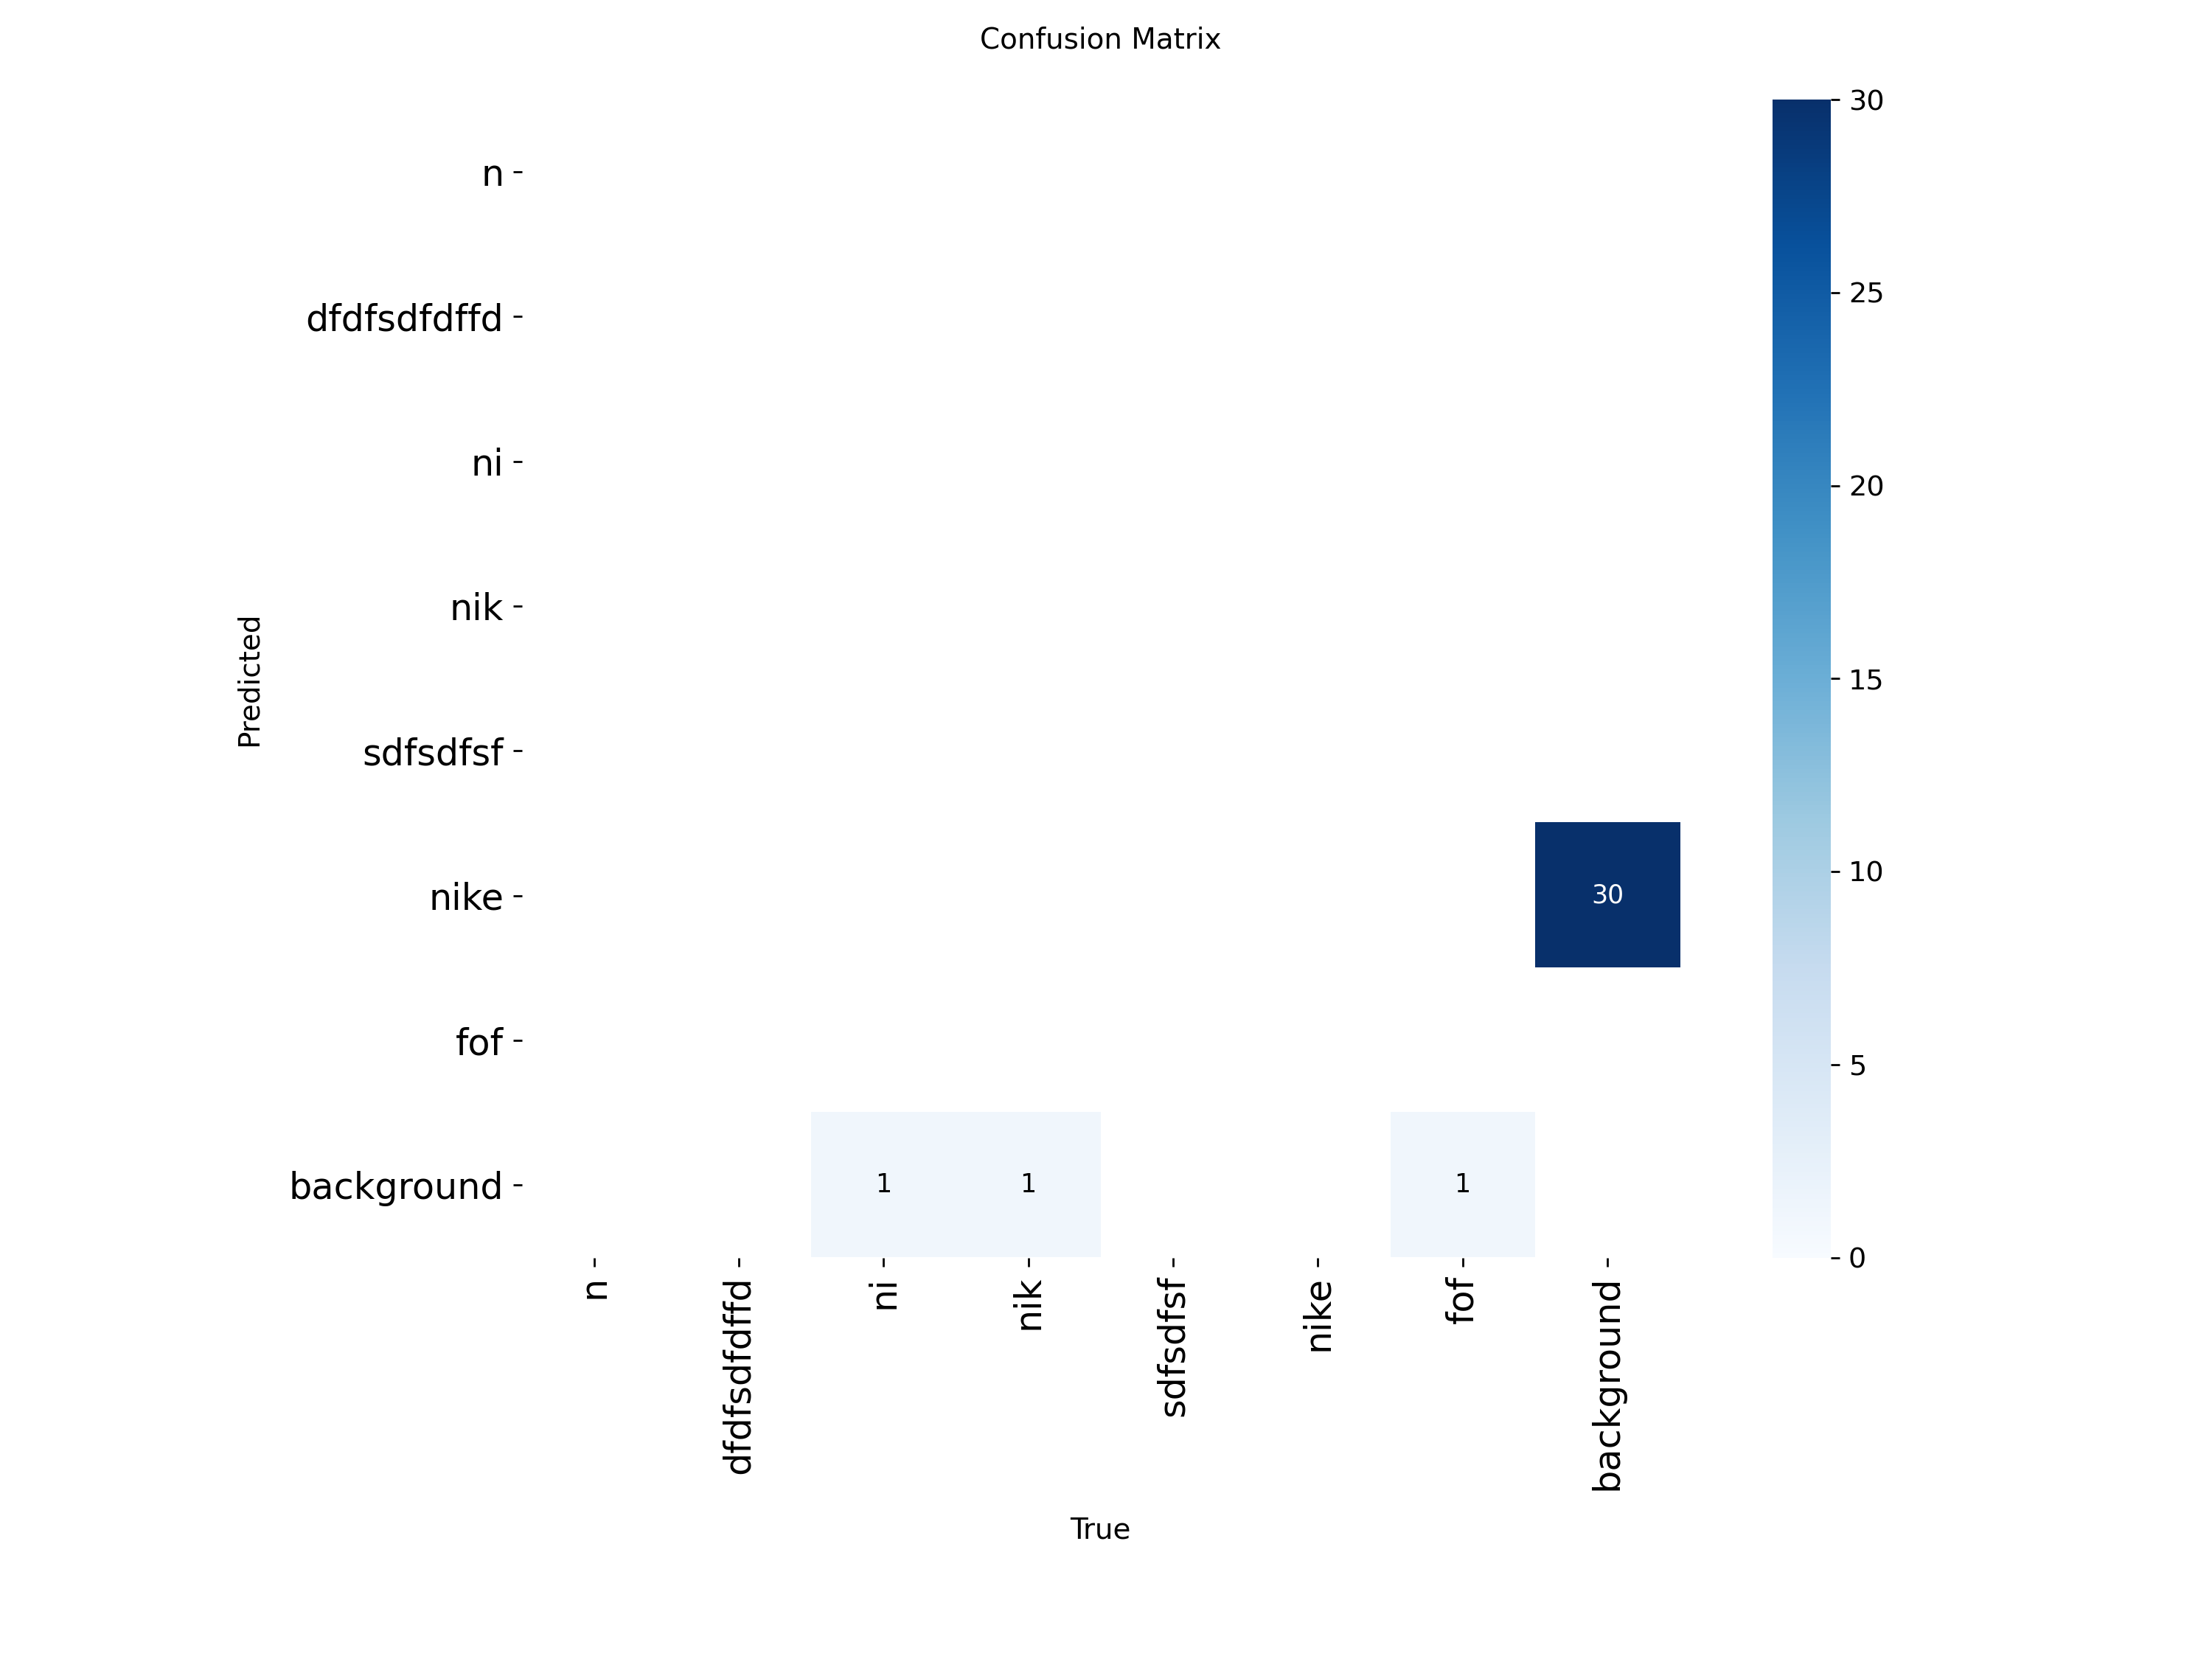 Confusion Matrix
n
dfdfsdfdffd
ni
nik
sdfsdfsf
nike
fof
background
Predicted
30
1 1 1
n dfdfsdfdffd ni nik sdfsdfsf nike fof background
True
30
25
20
15
10
5
0